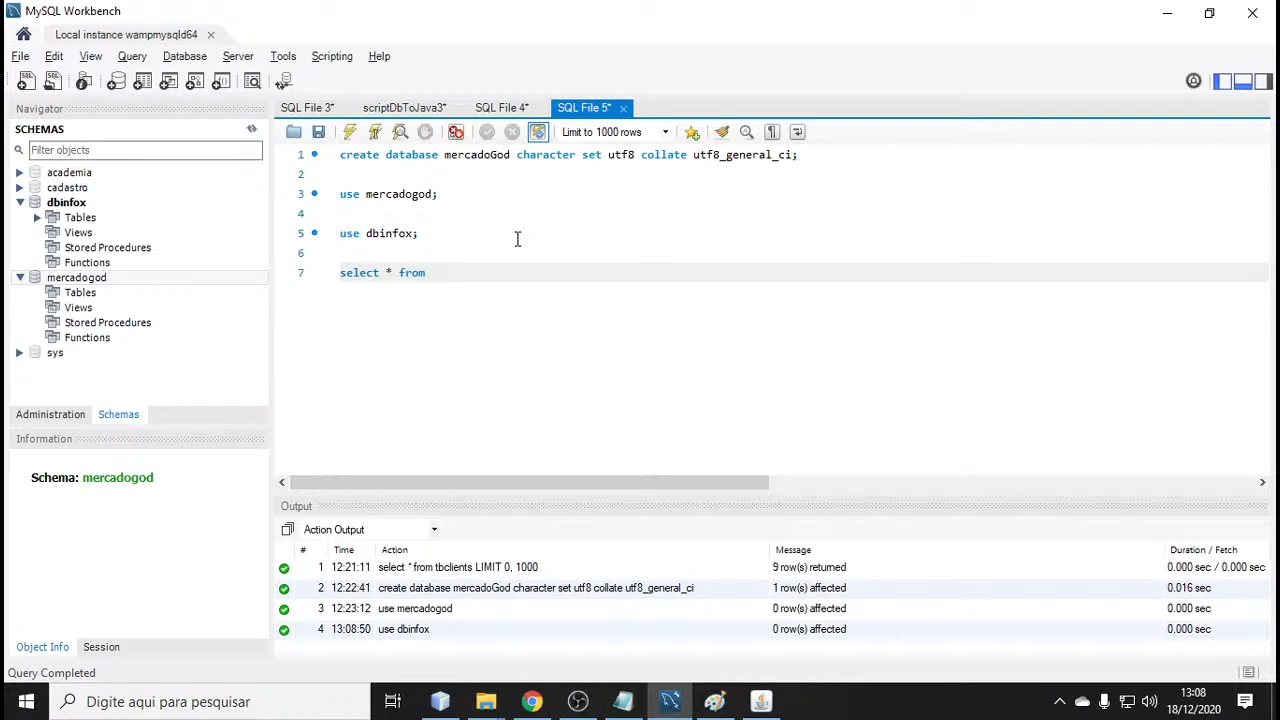 MySQL Workbench
Local instance wampmysqld64
File Edit View Query Database Server Tools Scripting Help
Navigator
SCHEMAS
Filter objects
academia
cadastro
dbinfox
Tables
Views
Stored Procedures
Functions
mercadogod
Tables
Views
Stored Procedures
Functions
sys
Administration Schemas
Information
Schema: mercadogod
Object Info Session
SQL File 3* scriptDbToJava3* SQL File 4* SQL File 5*
Limit to 1000 rows
1 create database mercadoGod character set utf8 collate utf8_general_ci;
2
3 use mercadogod;
4
5 use dbinfox;
6
7 select * from
Output
Action Output
# Time Action Message Duration / Fetch
1 12:21:11 select * from tbclients LIMIT 0, 1000 9 row(s) returned 0.000 sec / 0.000 sec
2 12:22:41 create database mercadoGod character set utf8 collate utf8_general_ci 1 row(s) affected 0.016 sec
3 12:23:12 use mercadogod 0 row(s) affected 0.000 sec
4 13:08:50 use dbinfox 0 row(s) affected 0.000 sec
Query Completed
Digite aqui para pesquisar
13:08
18/12/2020